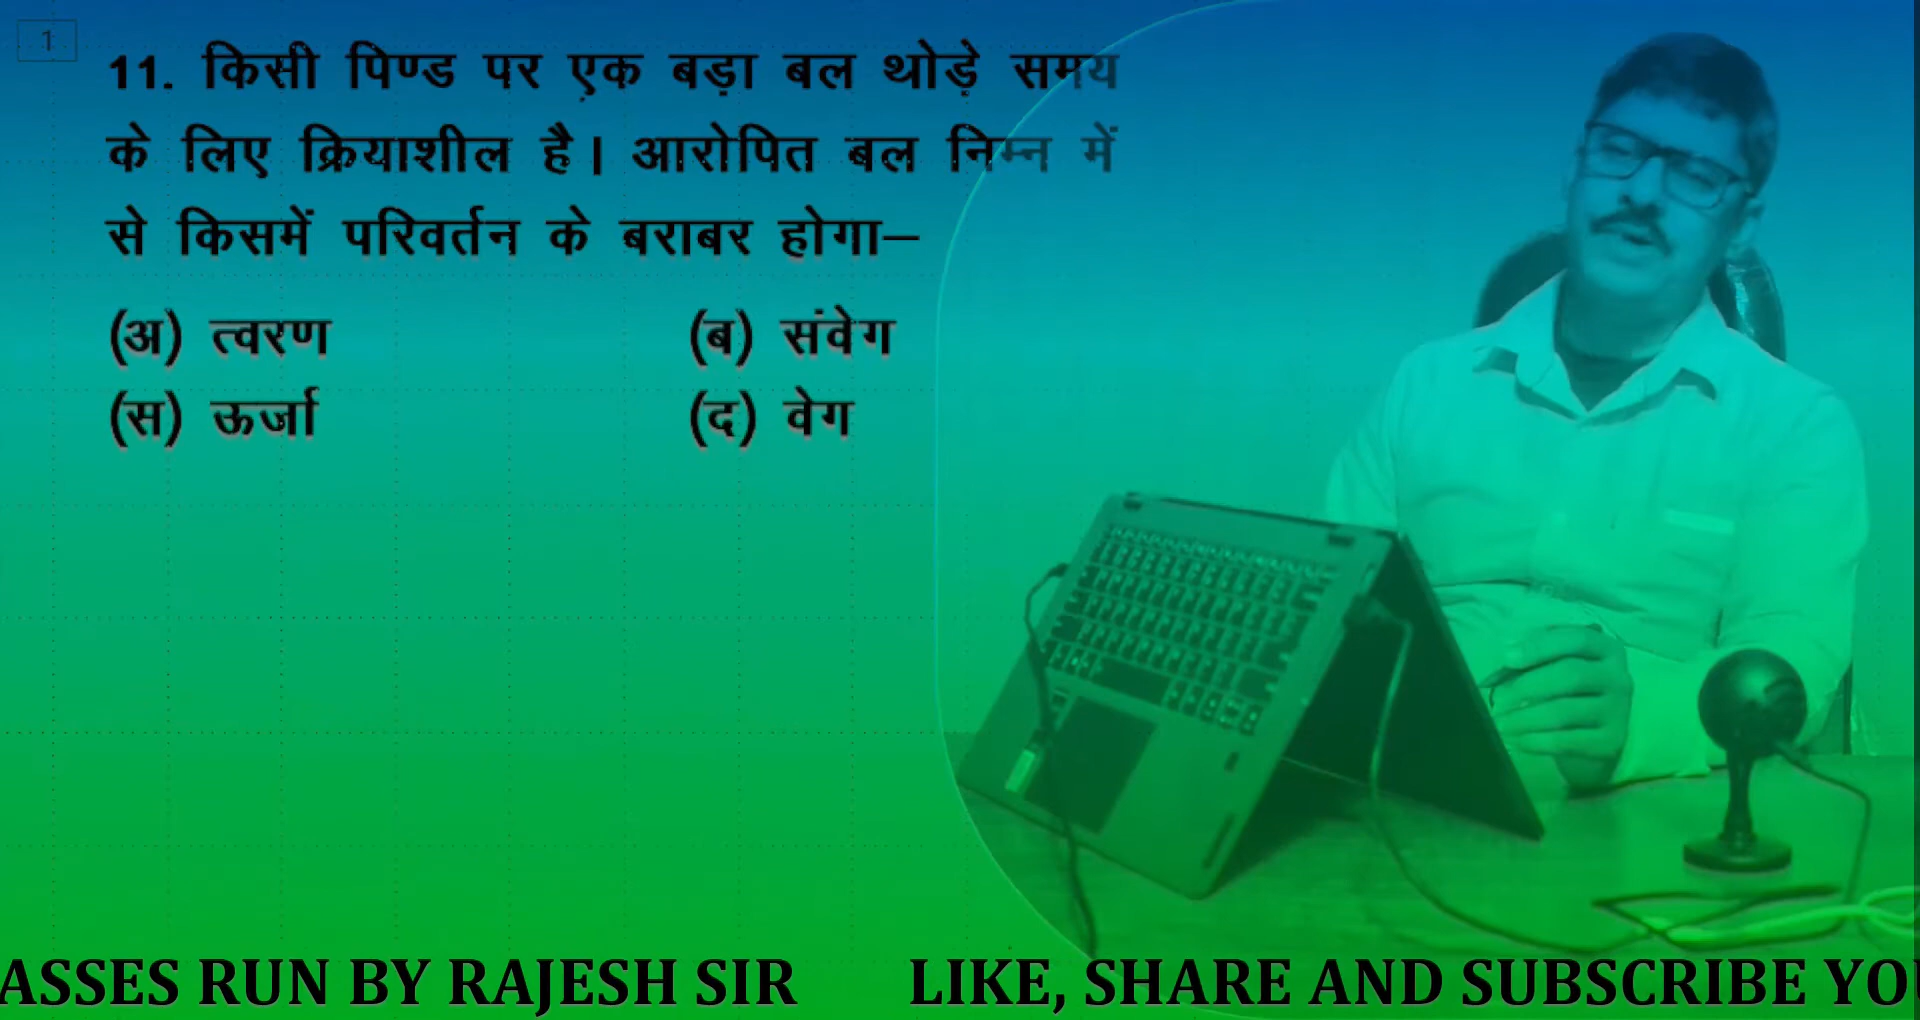 1
11. किसी पिण्ड पर एक बड़ा बल थोड़े समय
के लिए क्रियाशील है। आरोपित बल निम्न में
से किसमें परिवर्तन के बराबर होगा–
(अ) त्वरण (ब) संवेग
(स) ऊर्जा (द) वेग
ASSES RUN BY RAJESH SIR LIKE, SHARE AND SUBSCRIBE